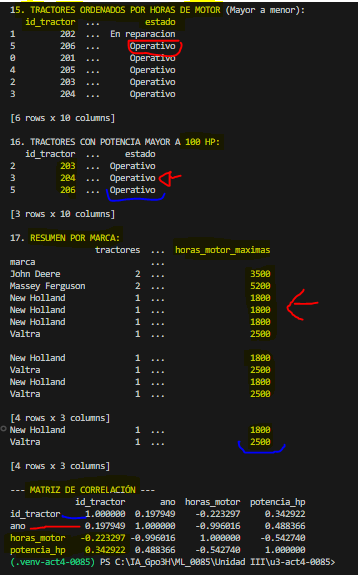 15. TRACTORES ORDENADOS POR HORAS DE MOTOR (Mayor a menor):
id_tractor ... estado
1 202 ... En reparacion
5 206 ... Operativo
0 201 ... Operativo
4 205 ... Operativo
2 203 ... Operativo
3 204 ... Operativo
[6 rows x 10 columns]
16. TRACTORES CON POTENCIA MAYOR A 100 HP:
id_tractor ... estado
2 203 ... Operativo
3 204 ... Operativo
5 206 ... Operativo
[3 rows x 10 columns]
17. RESUMEN POR MARCA:
tractores ... horas_motor_maximas
marca ...
John Deere 2 ... 3500
Massey Ferguson 2 ... 5200
New Holland 1 ... 1800
New Holland 1 ... 1800
New Holland 1 ... 1800
Valtra 1 ... 2500
New Holland 1 ... 1800
Valtra 1 ... 2500
New Holland 1 ... 1800
Valtra 1 ... 2500
[4 rows x 3 columns]
New Holland 1 ... 1800
Valtra 1 ... 2500
[4 rows x 3 columns]
--- MATRIZ DE CORRELACIÓN ---
id_tractor ano horas_motor potencia_hp
id_tractor 1.000000 0.197949 -0.223297 0.342922
ano 0.197949 1.000000 -0.996016 0.488366
horas_motor -0.223297 -0.996016 1.000000 -0.542740
potencia_hp 0.342922 0.488366 -0.542740 1.000000
(.venv-act4-0085) PS C:\IA_Gpo3H\ML_0085\Unidad III\u3-act4-0085>